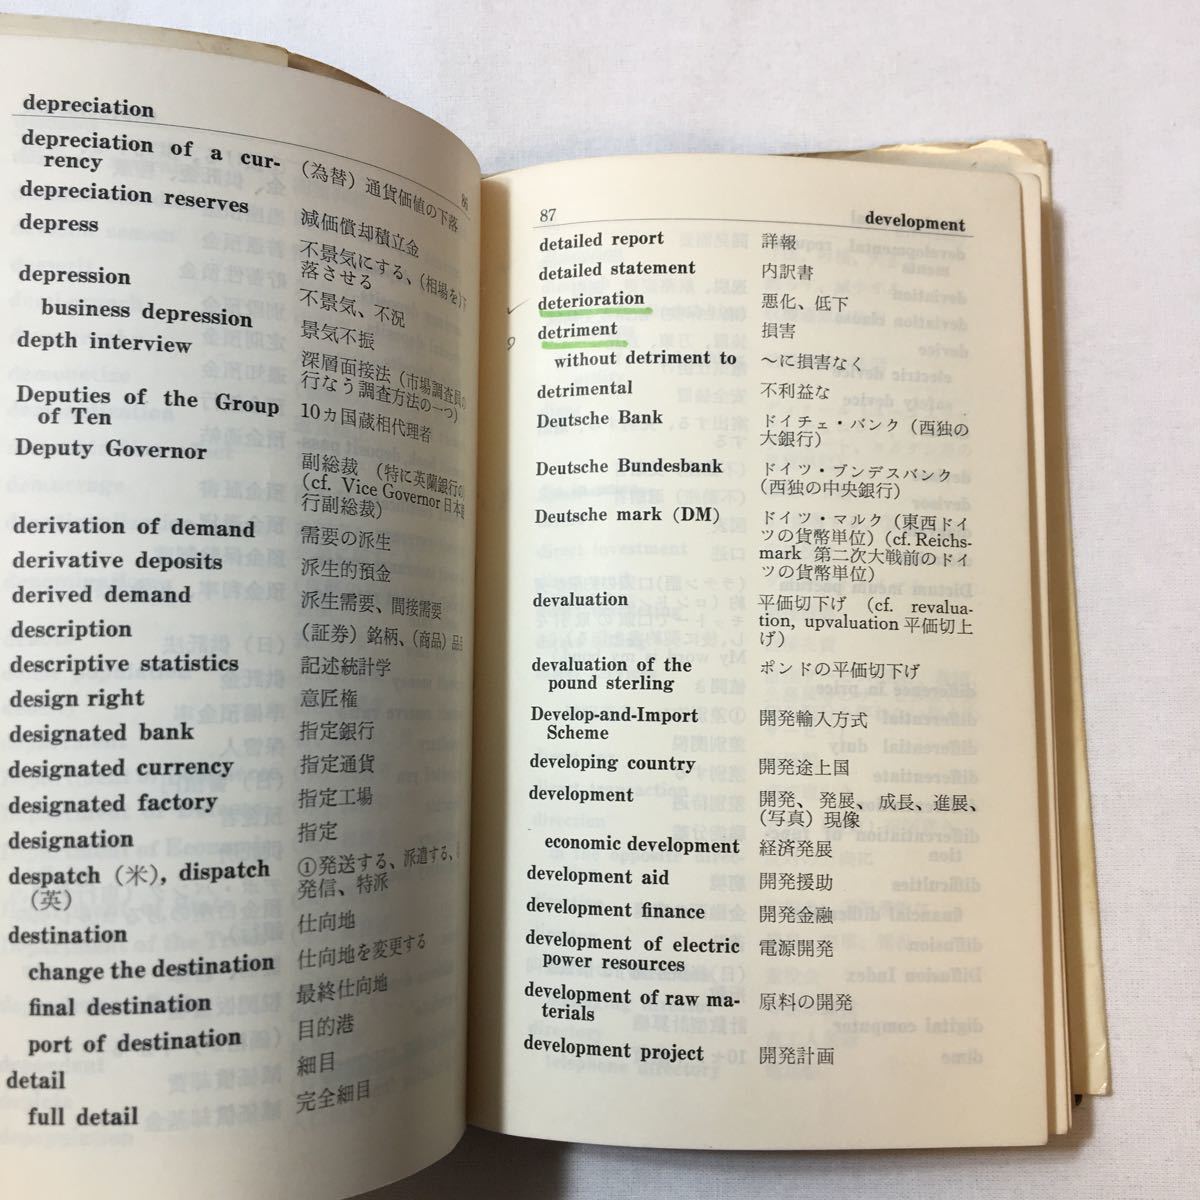 depreciation
86
depreciation of a cur-
rency
（為替）通貨価値の下落
depreciation reserves
減価償却積立金
depress
不景気にする、（相場を）下
落させる
depression
不景気、不況
business depression
景気不振
depth interview
深層面接法（市場調査員の
行なう調査方法の一つ）
Deputies of the Group
of Ten
10ヵ国蔵相代理者
Deputy Governor
副総裁（特に英蘭銀行の）
(cf. Vice Governor 日本
行副総裁）
derivation of demand
需要の派生
derivative deposits
派生的預金
derived demand
派生需要、間接需要
description
（証券）銘柄、（商品）品
descriptive statistics
記述統計学
design right
意匠権
designated bank
指定銀行
designated currency
指定通貨
designated factory
指定工場
designation
指定
despatch（米）, dispatch
（英）
①発送する、派遣する、
発信、特派
destination
仕向地
change the destination
仕向地を変更する
final destination
最終仕向地
port of destination
目的港
detail
細目
full detail
完全細目
87
development
detailed report
詳報
detailed statement
内訳書
deterioration
悪化、低下
detriment
損害
without detriment to
〜に損害なく
detrimental
不利益な
Deutsche Bank
ドイチェ・バンク（西独の
大銀行）
Deutsche Bundesbank
ドイツ・ブンデスバンク
（西独の中央銀行）
Deutsche mark (DM)
ドイツ・マルク（東西ドイ
ツの貨幣単位）(cf. Reichs-
mark 第二次大戦前のドイ
ツの貨幣単位）
devaluation
平価切下げ (cf. revalua-
tion, upvaluation 平価切上
げ）
devaluation of the
pound sterling
ポンドの平価切下げ
Develop-and-Import
Scheme
開発輸入方式
developing country
開発途上国
development
開発、発展、成長、進展、
（写真）現像
economic development
経済発展
development aid
開発援助
development finance
開発金融
development of electric
power resources
電源開発
development of raw ma-
terials
原料の開発
development project
開発計画